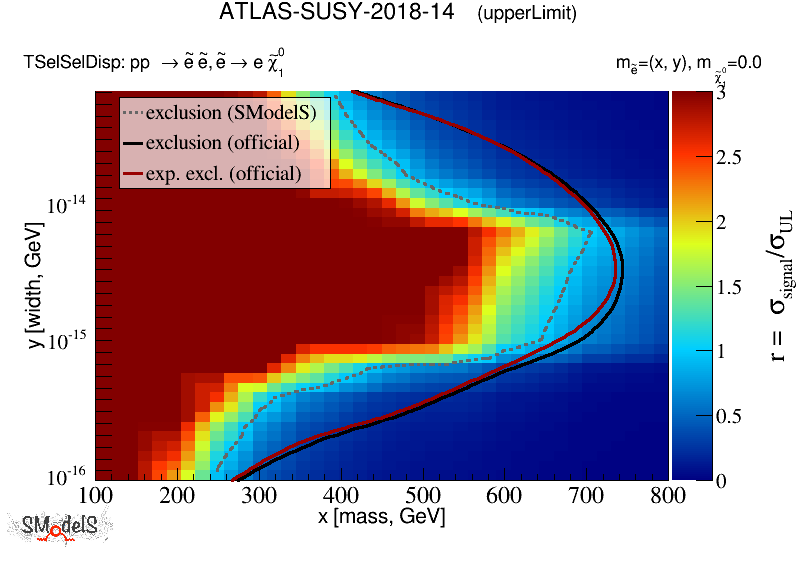 ATLAS-SUSY-2018-14 (upperLimit)
TSelSelDisp: pp → ẽ ẽ, ẽ → e χ̃⁰₁
m_ẽ=(x, y), m_χ̃⁰₁=0.0
exclusion (SModelS)
exclusion (official)
exp. excl. (official)
y [width, GeV]
10⁻¹⁴
10⁻¹⁵
10⁻¹⁶
100 200 300 400 500 600 700 800
x [mass, GeV]
3
2.5
2
1.5
1
0.5
0
r = σ_signal/σ_UL
SModelS